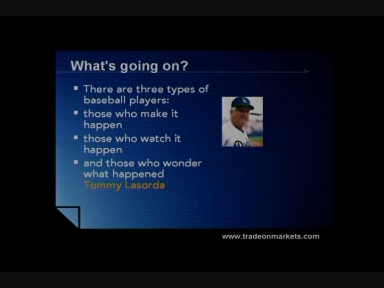 What's going on?
There are three types of
baseball players:
those who make it
happen
those who watch it
happen
and those who wonder
what happened
Tommy Lasorda
www.tradeonmarkets.com